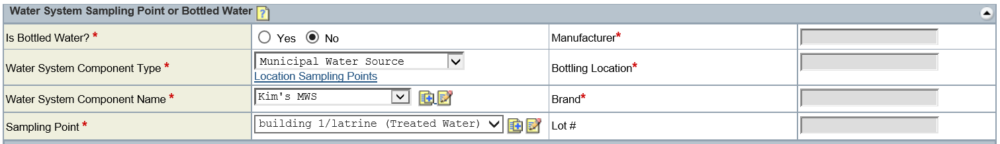 Water System Sampling Point or Bottled Water ?
Is Bottled Water? * Yes No Manufacturer*
Water System Component Type * Municipal Water Source Bottling Location*
Location Sampling Points
Water System Component Name * Kim's MWS Brand*
Sampling Point * building 1/latrine (Treated Water) Lot #